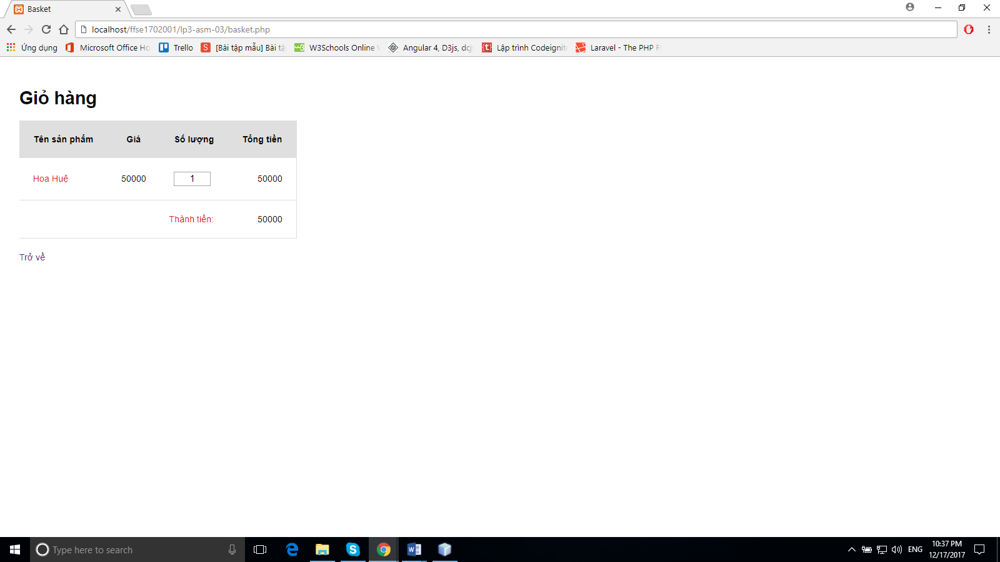 Basket
localhost/ffse1702001/lp3-asm-03/basket.php
Ứng dụng Microsoft Office Ho Trello [Bài tập mẫu] Bài tậ W3Schools Online Angular 4, D3js, dcjs Lập trình Codeignite Laravel - The PHP F
Giỏ hàng
Tên sản phẩm Giá Số lượng Tổng tiền
Hoa Huệ 50000 1 50000
Thành tiền: 50000
Trở về
Type here to search
ENG
10:37 PM
12/17/2017